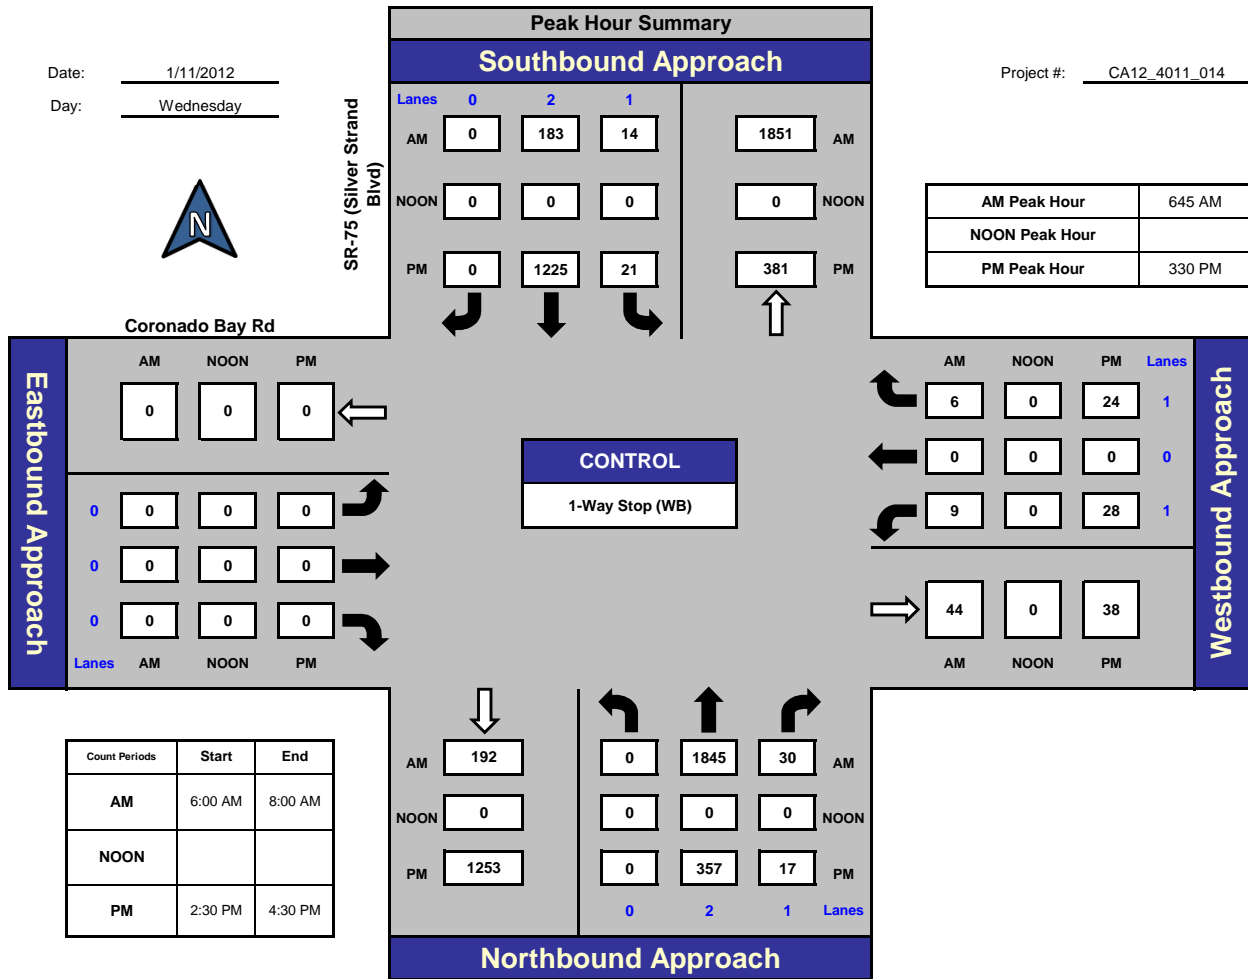 Peak Hour Summary
Southbound Approach
Date: 1/11/2012
Day: Wednesday
Project #: CA12_4011_014
SR-75 (Silver Strand
Blvd)
Lanes 0 2 1
AM 0 183 14 1851 AM
NOON 0 0 0 0 NOON
PM 0 1225 21 381 PM
N
AM Peak Hour 645 AM
NOON Peak Hour
PM Peak Hour 330 PM
Coronado Bay Rd
Eastbound Approach
AM NOON PM
0 0 0
0 0 0 0
0 0 0 0
0 0 0 0
Lanes AM NOON PM
CONTROL
1-Way Stop (WB)
AM NOON PM Lanes
6 0 24 1
0 0 0 0
9 0 28 1
44 0 38
AM NOON PM
Westbound Approach
Count Periods Start End
AM 6:00 AM 8:00 AM
NOON
PM 2:30 PM 4:30 PM
AM 192 0 1845 30 AM
NOON 0 0 0 0 NOON
PM 1253 0 357 17 PM
0 2 1 Lanes
Northbound Approach